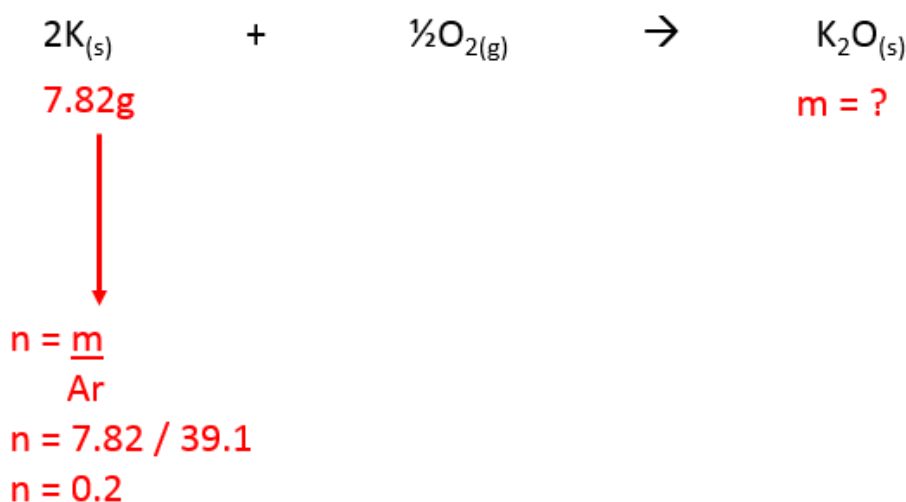 2K₍ₛ₎ + ½O₂₍g₎ → K₂O₍ₛ₎
7.82g m = ?
n = m
Ar
n = 7.82 / 39.1
n = 0.2